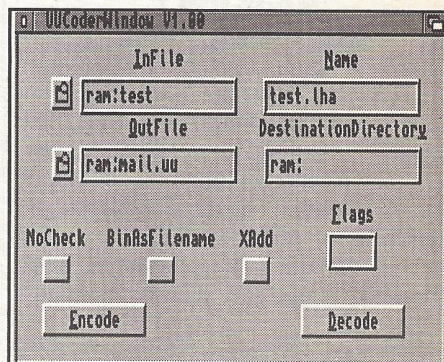 UUCoderWindow V1.00
InFile Name
ram:test test.lha
OutFile DestinationDirectory
ram:mail.uu ram:
Flags
NoCheck BinAsFilename XAdd
Encode Decode